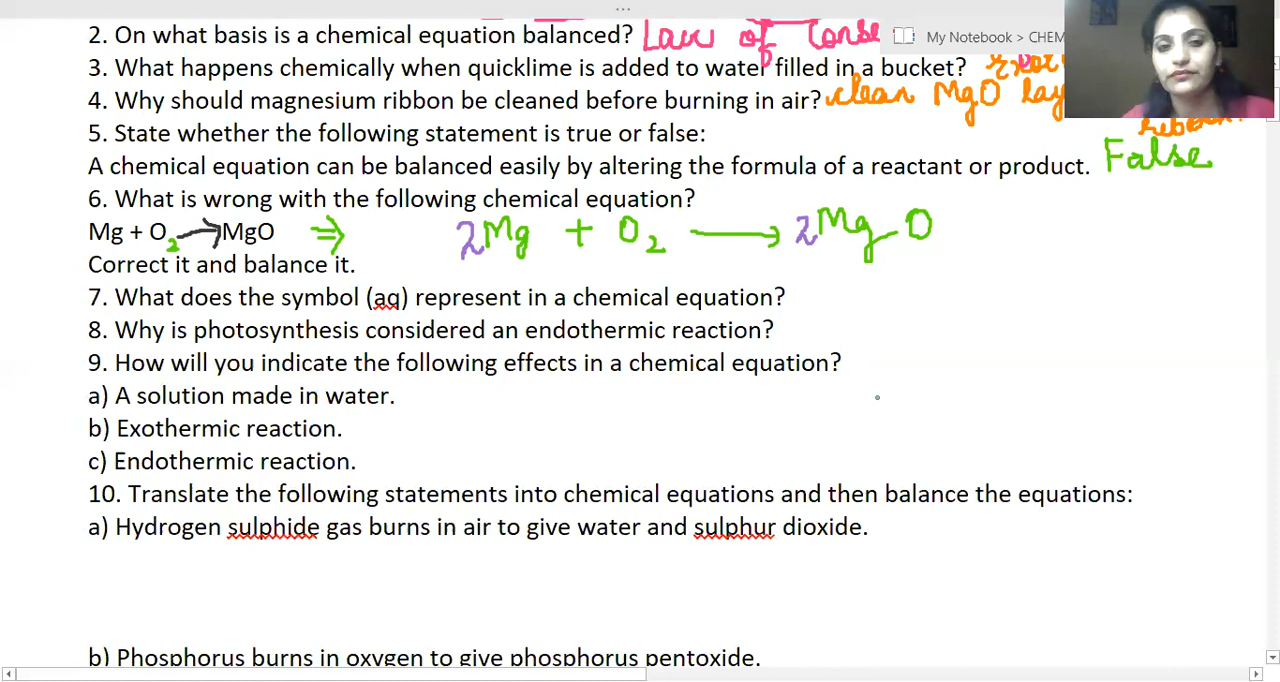 2. On what basis is a chemical equation balanced? Law of Conse
My Notebook > CHEM
3. What happens chemically when quicklime is added to water filled in a bucket?
4. Why should magnesium ribbon be cleaned before burning in air? clean MgO lay
5. State whether the following statement is true or false:
A chemical equation can be balanced easily by altering the formula of a reactant or product. False
6. What is wrong with the following chemical equation?
Mg + O₂ → MgO ⇒ 2Mg + O₂ → 2MgO
Correct it and balance it.
7. What does the symbol (aq) represent in a chemical equation?
8. Why is photosynthesis considered an endothermic reaction?
9. How will you indicate the following effects in a chemical equation?
a) A solution made in water.
b) Exothermic reaction.
c) Endothermic reaction.
10. Translate the following statements into chemical equations and then balance the equations:
a) Hydrogen sulphide gas burns in air to give water and sulphur dioxide.
b) Phosphorus burns in oxygen to give phosphorus pentoxide.